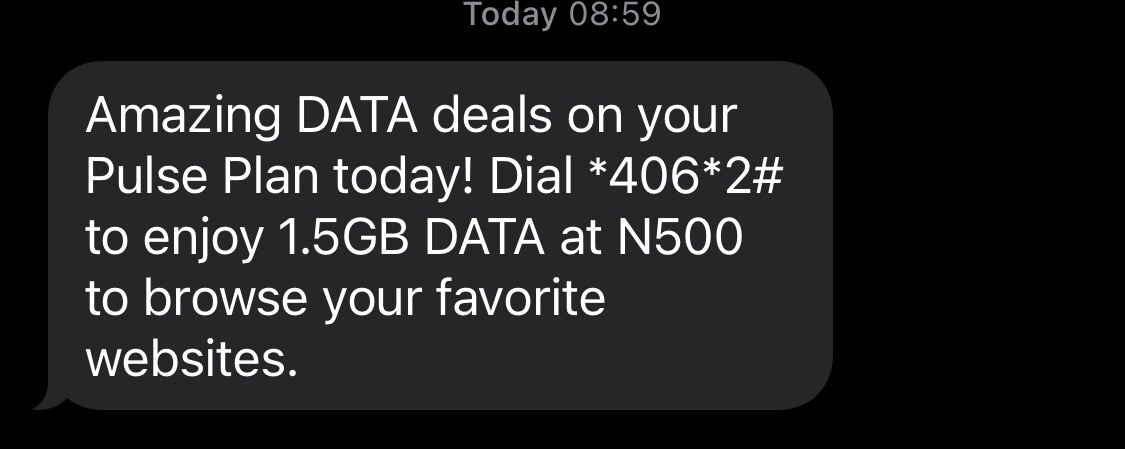 Today 08:59
Amazing DATA deals on your
Pulse Plan today! Dial *406*2#
to enjoy 1.5GB DATA at N500
to browse your favorite
websites.